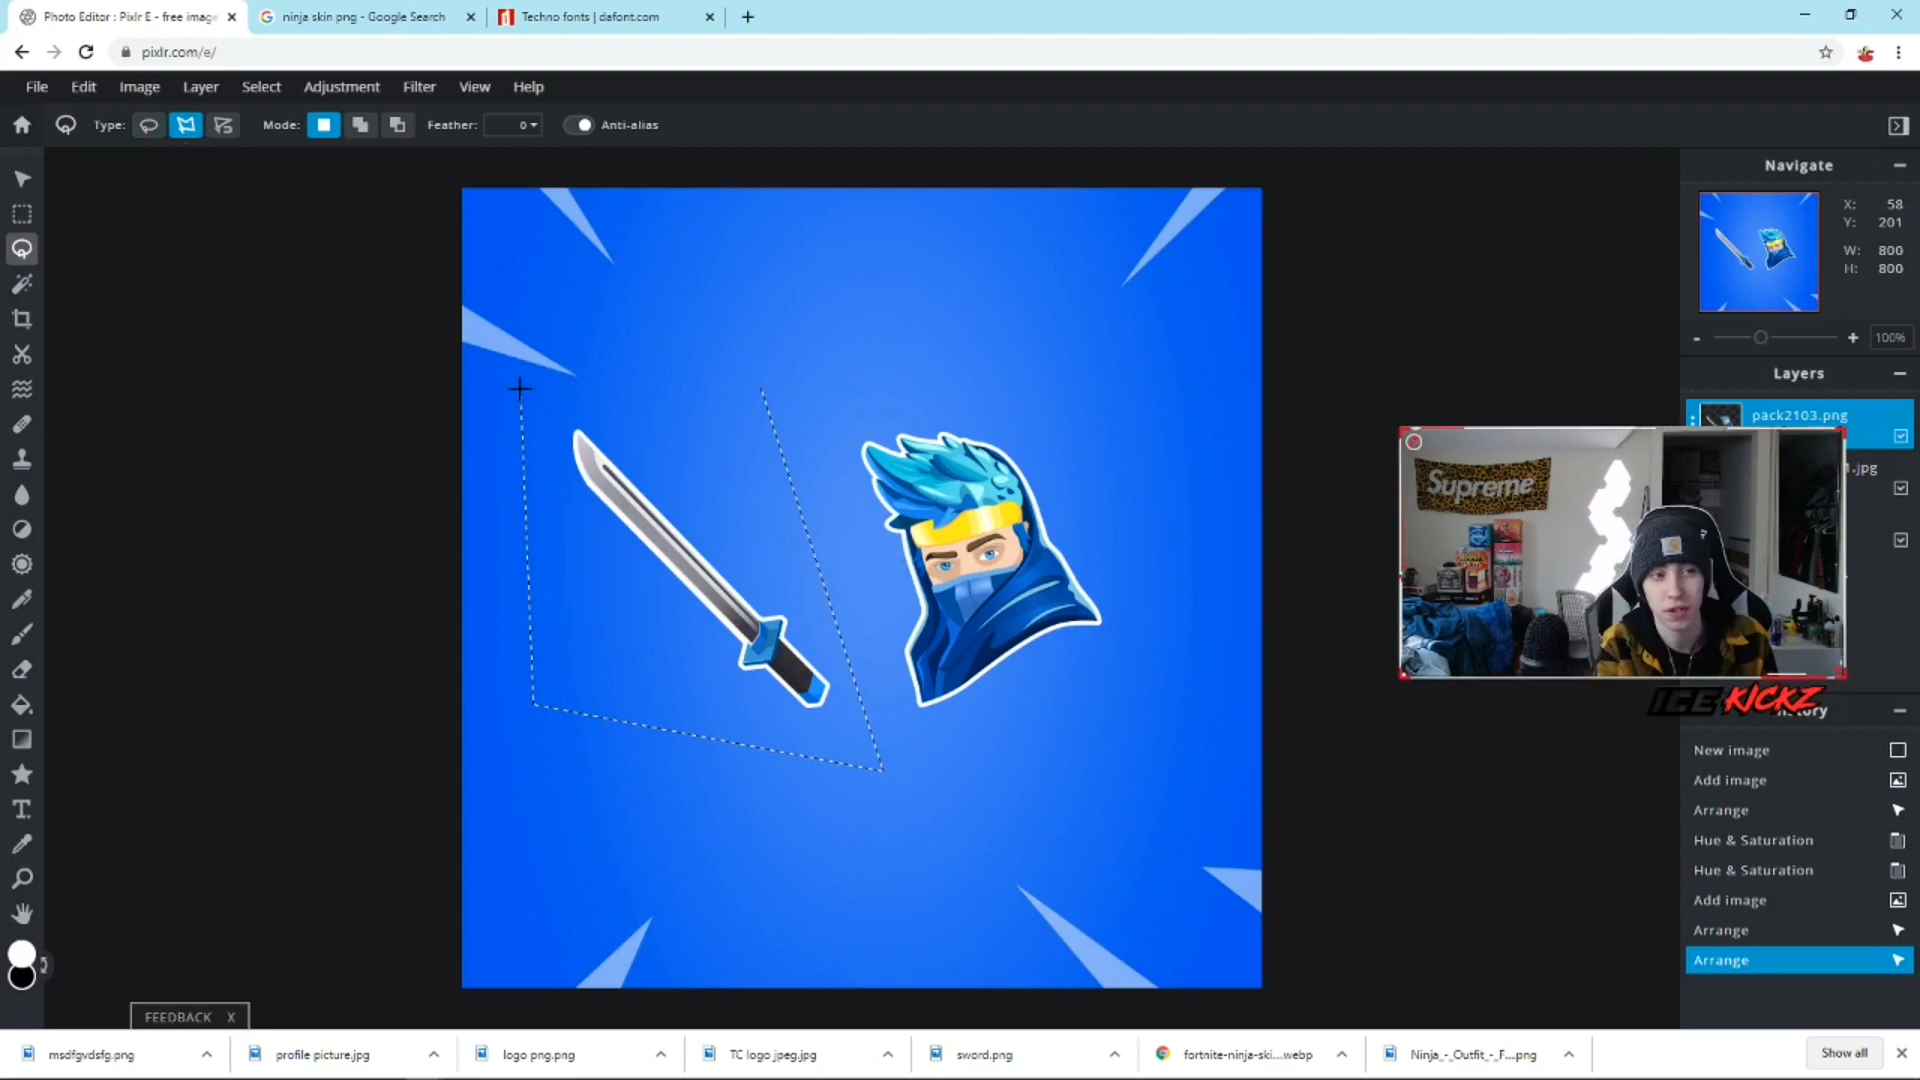 Photo Editor : Pixlr E - free image
ninja skin png - Google Search
Techno fonts | dafont.com
pixlr.com/e/
File Edit Image Layer Select Adjustment Filter View Help
Type: Mode: Feather: 0 Anti-alias
Navigate
X: 58
Y: 201
W: 800
H: 800
100%
Layers
pack2103.png
.jpg
Supreme
ICE KICKZ
New image
Add image
Arrange
Hue & Saturation
Hue & Saturation
Add image
Arrange
Arrange
FEEDBACK X
msdfgvdsfg.png
profile picture.jpg
logo png.png
TC logo jpeg.jpg
sword.png
fortnite-ninja-ski....webp
Ninja_-_Outfit_-_F....png
Show all